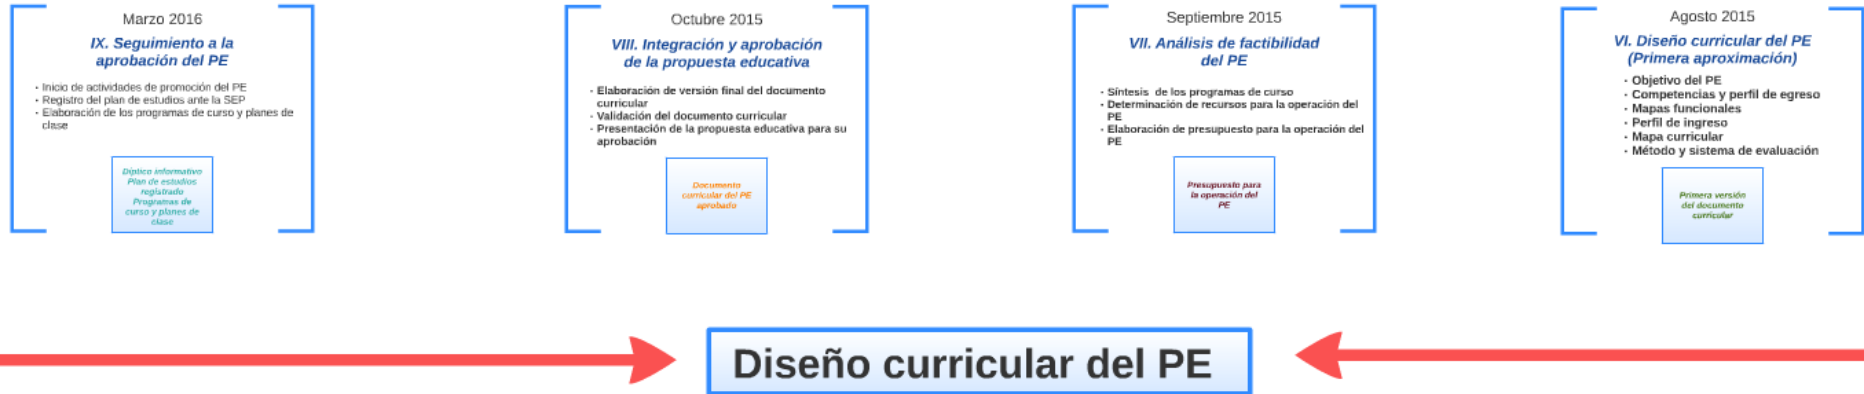 Marzo 2016
IX. Seguimiento a la
aprobación del PE
- Inicio de actividades de promoción del PE
- Registro del plan de estudios ante la SEP
- Elaboración de los programas de curso y planes de
clase
Díptico informativo
Plan de estudios
registrado
Programas de
curso y planes de
clase
Octubre 2015
VIII. Integración y aprobación
de la propuesta educativa
- Elaboración de versión final del documento
curricular
- Validación del documento curricular
- Presentación de la propuesta educativa para su
aprobación
Documento
curricular del PE
aprobado
Septiembre 2015
VII. Análisis de factibilidad
del PE
- Síntesis de los programas de curso
- Determinación de recursos para la operación del
PE
- Elaboración de presupuesto para la operación del
PE
Presupuesto para
la operación del
PE
Agosto 2015
VI. Diseño curricular del PE
(Primera aproximación)
- Objetivo del PE
- Competencias y perfil de egreso
- Mapas funcionales
- Perfil de ingreso
- Mapa curricular
- Método y sistema de evaluación
Primera versión
del documento
curricular
Diseño curricular del PE